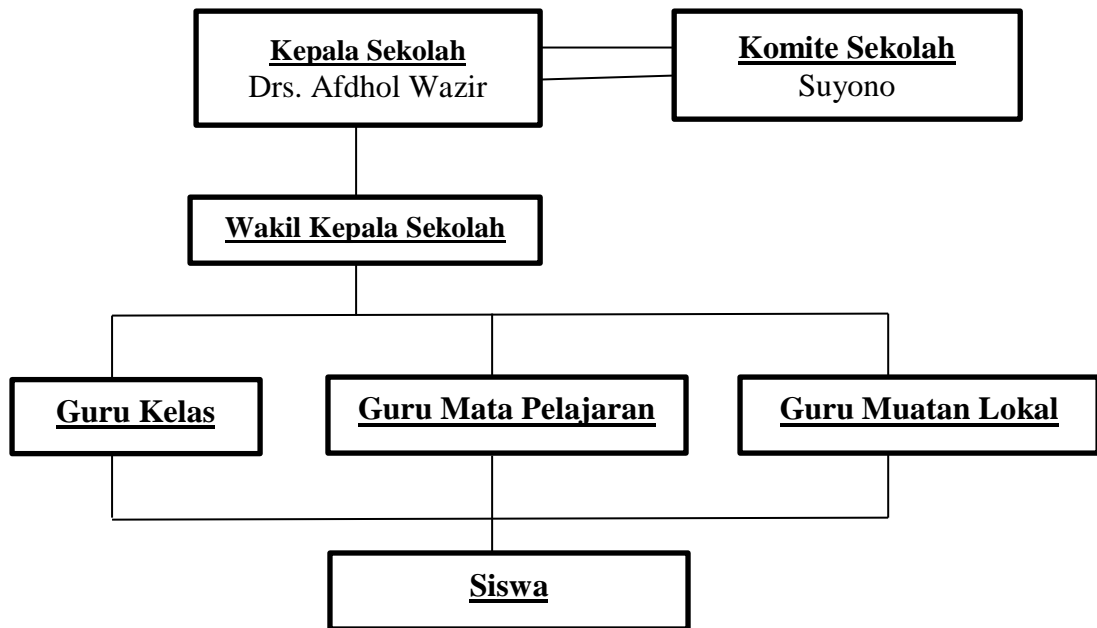 Kepala Sekolah
Drs. Afdhol Wazir
Komite Sekolah
Suyono
Wakil Kepala Sekolah
Guru Kelas
Guru Mata Pelajaran
Guru Muatan Lokal
Siswa